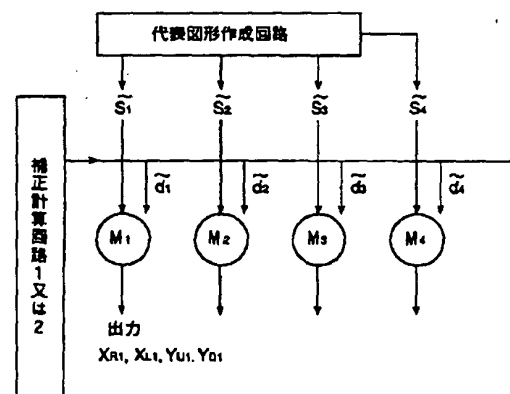 代表図形作成回路
S̃1 S̃2 S̃3 S̃4
補正計算回路1又は2
d̃1 d̃2 d̃3 d̃4
M1 M2 M3 M4
出力
XR1, XL1, YU1. YD1